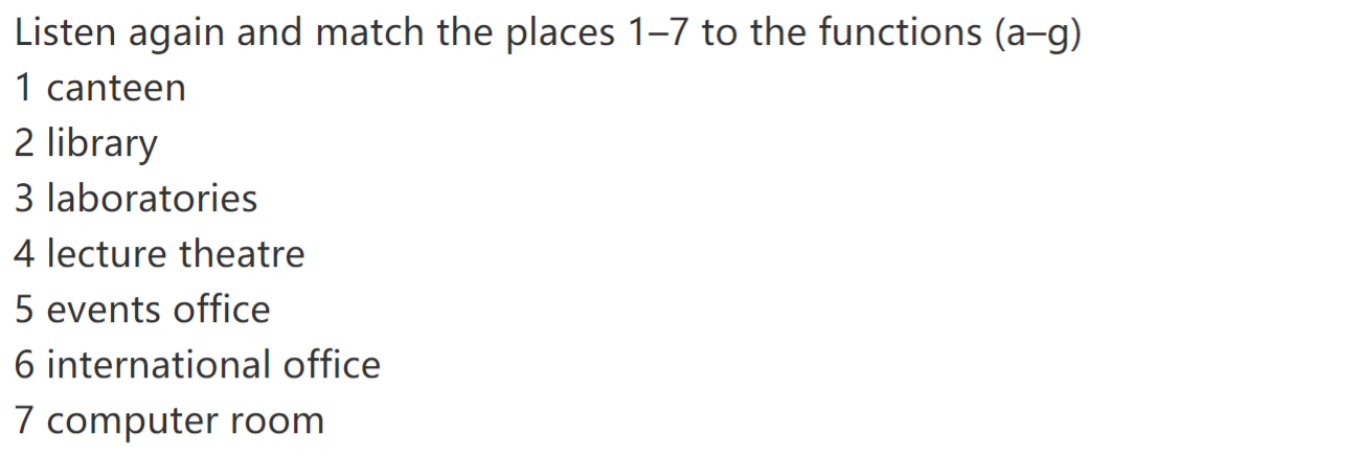 Listen again and match the places 1–7 to the functions (a–g)
1 canteen
2 library
3 laboratories
4 lecture theatre
5 events office
6 international office
7 computer room